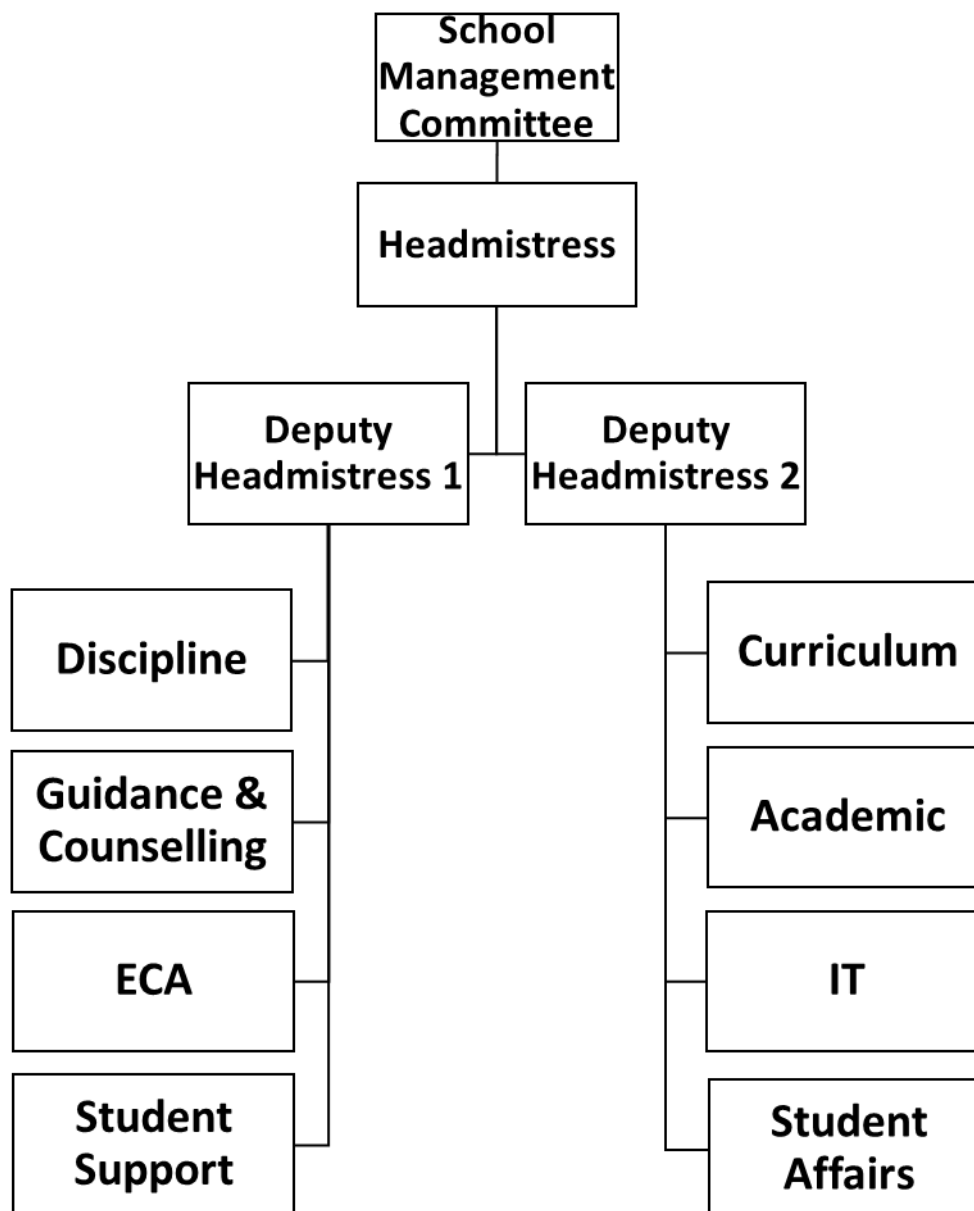 School
Management
Committee
Headmistress
Deputy
Headmistress 1
Deputy
Headmistress 2
Discipline
Guidance &
Counselling
ECA
Student
Support
Curriculum
Academic
IT
Student
Affairs